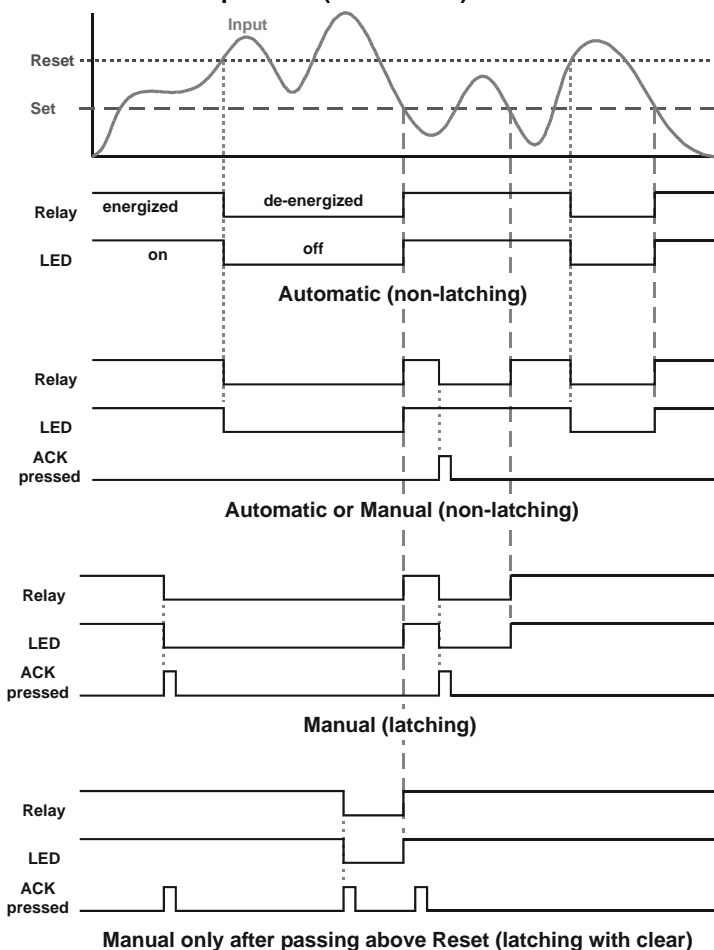 Input
Reset
Set
Relay energized de-energized
LED on off
Automatic (non-latching)
Relay
LED
ACK
pressed
Automatic or Manual (non-latching)
Relay
LED
ACK
pressed
Manual (latching)
Relay
LED
ACK
pressed
Manual only after passing above Reset (latching with clear)